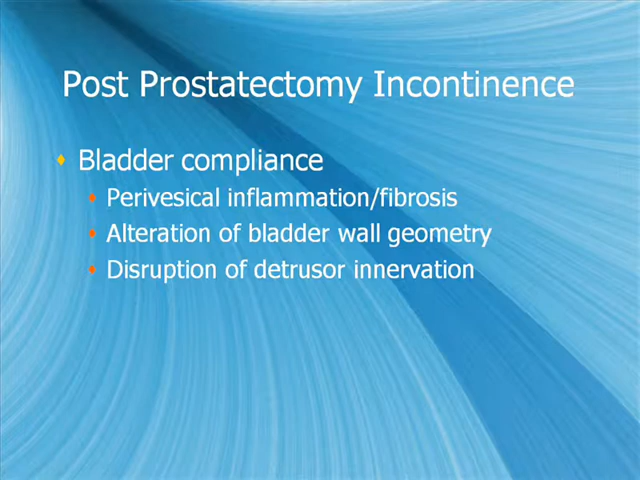 Post Prostatectomy Incontinence
Bladder compliance
Perivesical inflammation/fibrosis
Alteration of bladder wall geometry
Disruption of detrusor innervation